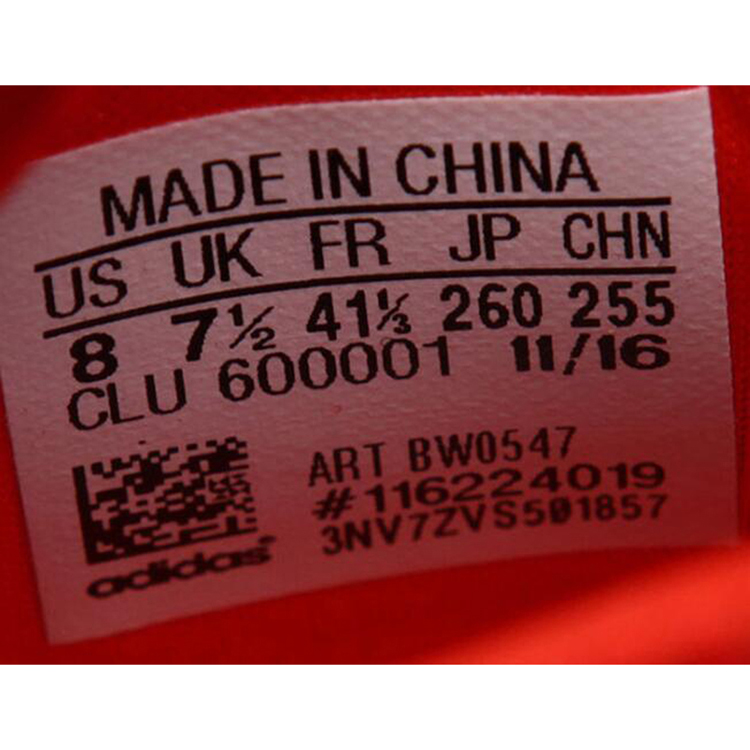 MADE IN CHINA
US UK FR JP CHN
8 7½ 41⅓ 260 255
CLU 600001 11/16
ART BW0547
#116224019
3NV7ZVS501857
adidas